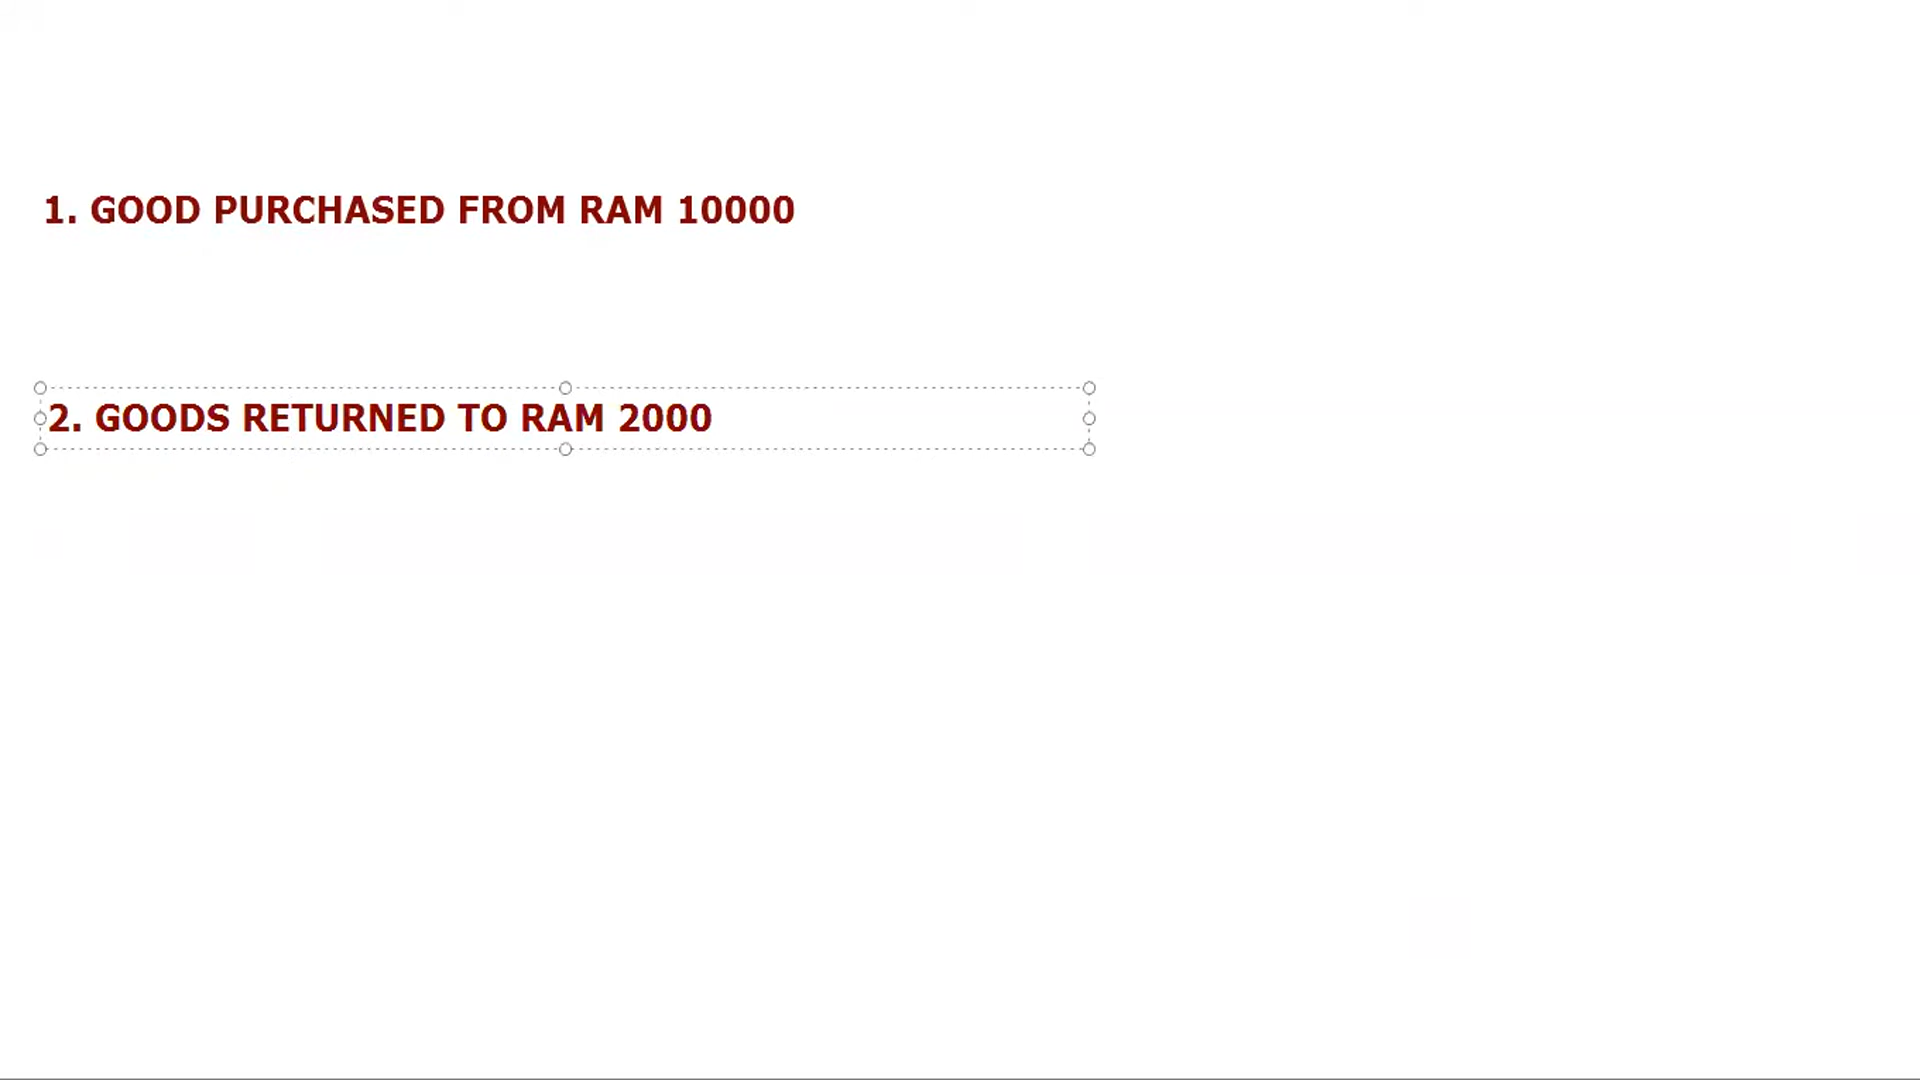 1. GOOD PURCHASED FROM RAM 10000
2. GOODS RETURNED TO RAM 2000